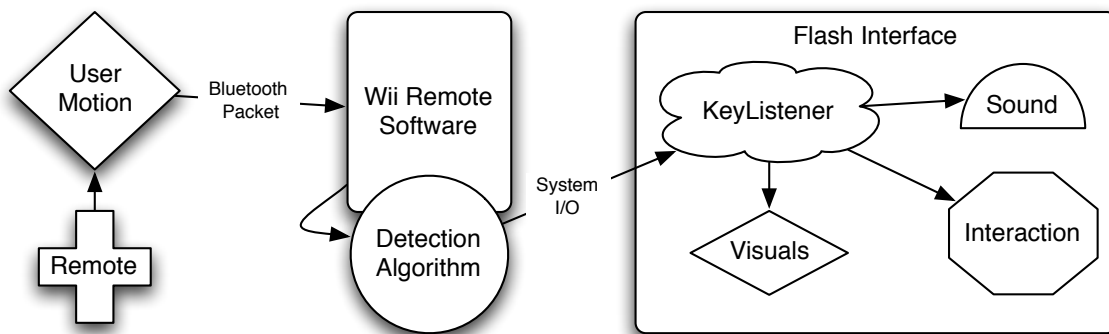 User
Motion
Remote
Bluetooth
Packet
Wii Remote
Software
Detection
Algorithm
System
I/O
Flash Interface
KeyListener
Sound
Visuals
Interaction